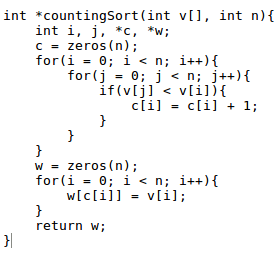 int *countingSort(int v[], int n){
    int i, j, *c, *w;
    c = zeros(n);
    for(i = 0; i < n; i++){
        for(j = 0; j < n; j++){
            if(v[j] < v[i]){
                c[i] = c[i] + 1;
            }
        }
    }
    w = zeros(n);
    for(i = 0; i < n; i++){
        w[c[i]] = v[i];
    }
    return w;
}